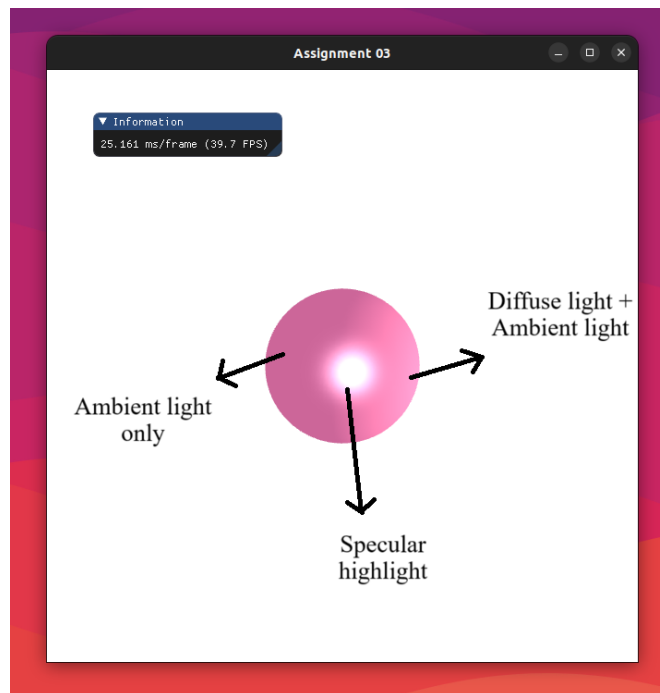 Assignment 03
Information
25.161 ms/frame (39.7 FPS)
Diffuse light +
Ambient light
Ambient light
only
Specular
highlight